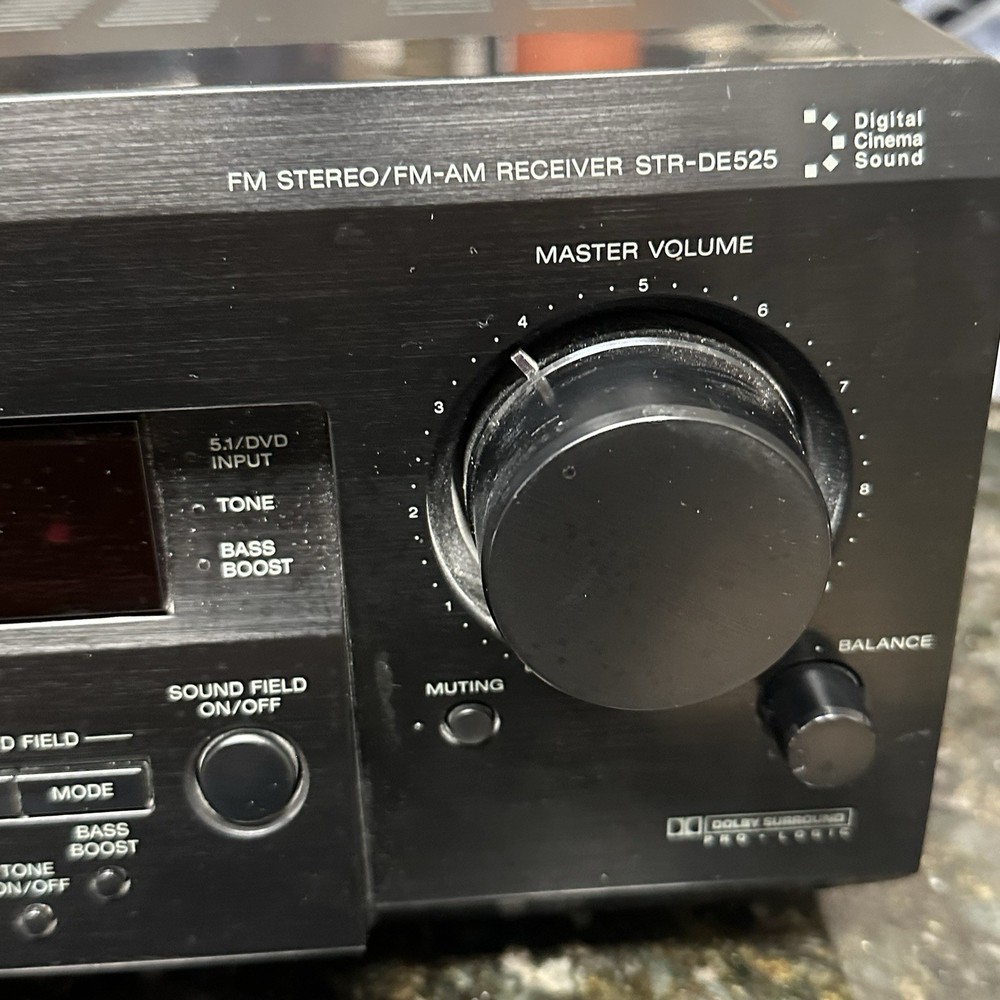 FM STEREO/FM-AM RECEIVER STR-DE525
Digital
Cinema
Sound
MASTER VOLUME
5
4
6
3
7
2
8
1
5.1/DVD
INPUT
TONE
BASS
BOOST
BALANCE
MUTING
SOUND FIELD
ON/OFF
D FIELD
MODE
BASS
BOOST
TONE
ON/OFF
DOLBY SURROUND
PRO • LOGIC